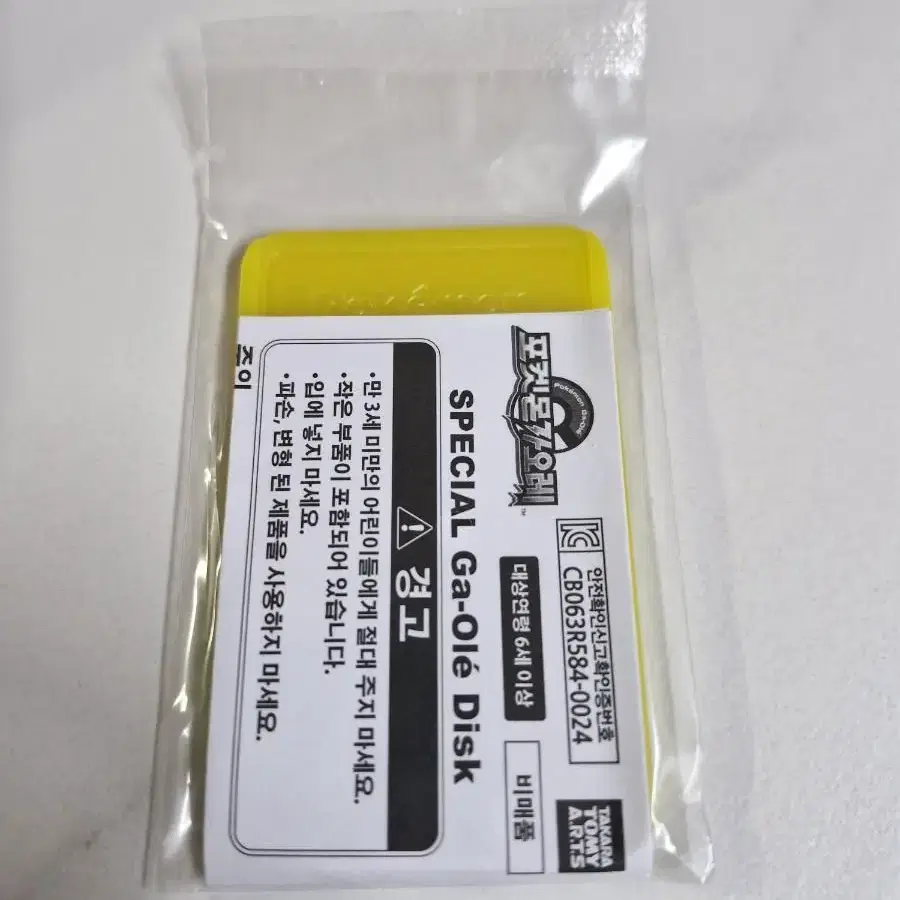 포켓몬가오레
Pokémon Ga-Olé
TM
안전확인신고확인증번호
CB063R584-0024
대상연령 6세 이상
비매품
TAKARA
TOMY
A.R.T.S
SPECIAL Ga-Olé Disk
경고
·만 3세 미만의 어린이들에게 절대 주지 마세요.
·작은 부품이 포함되어 있습니다.
·입에 넣지 마세요.
·파손, 변형 된 제품을 사용하지 마세요.
주의